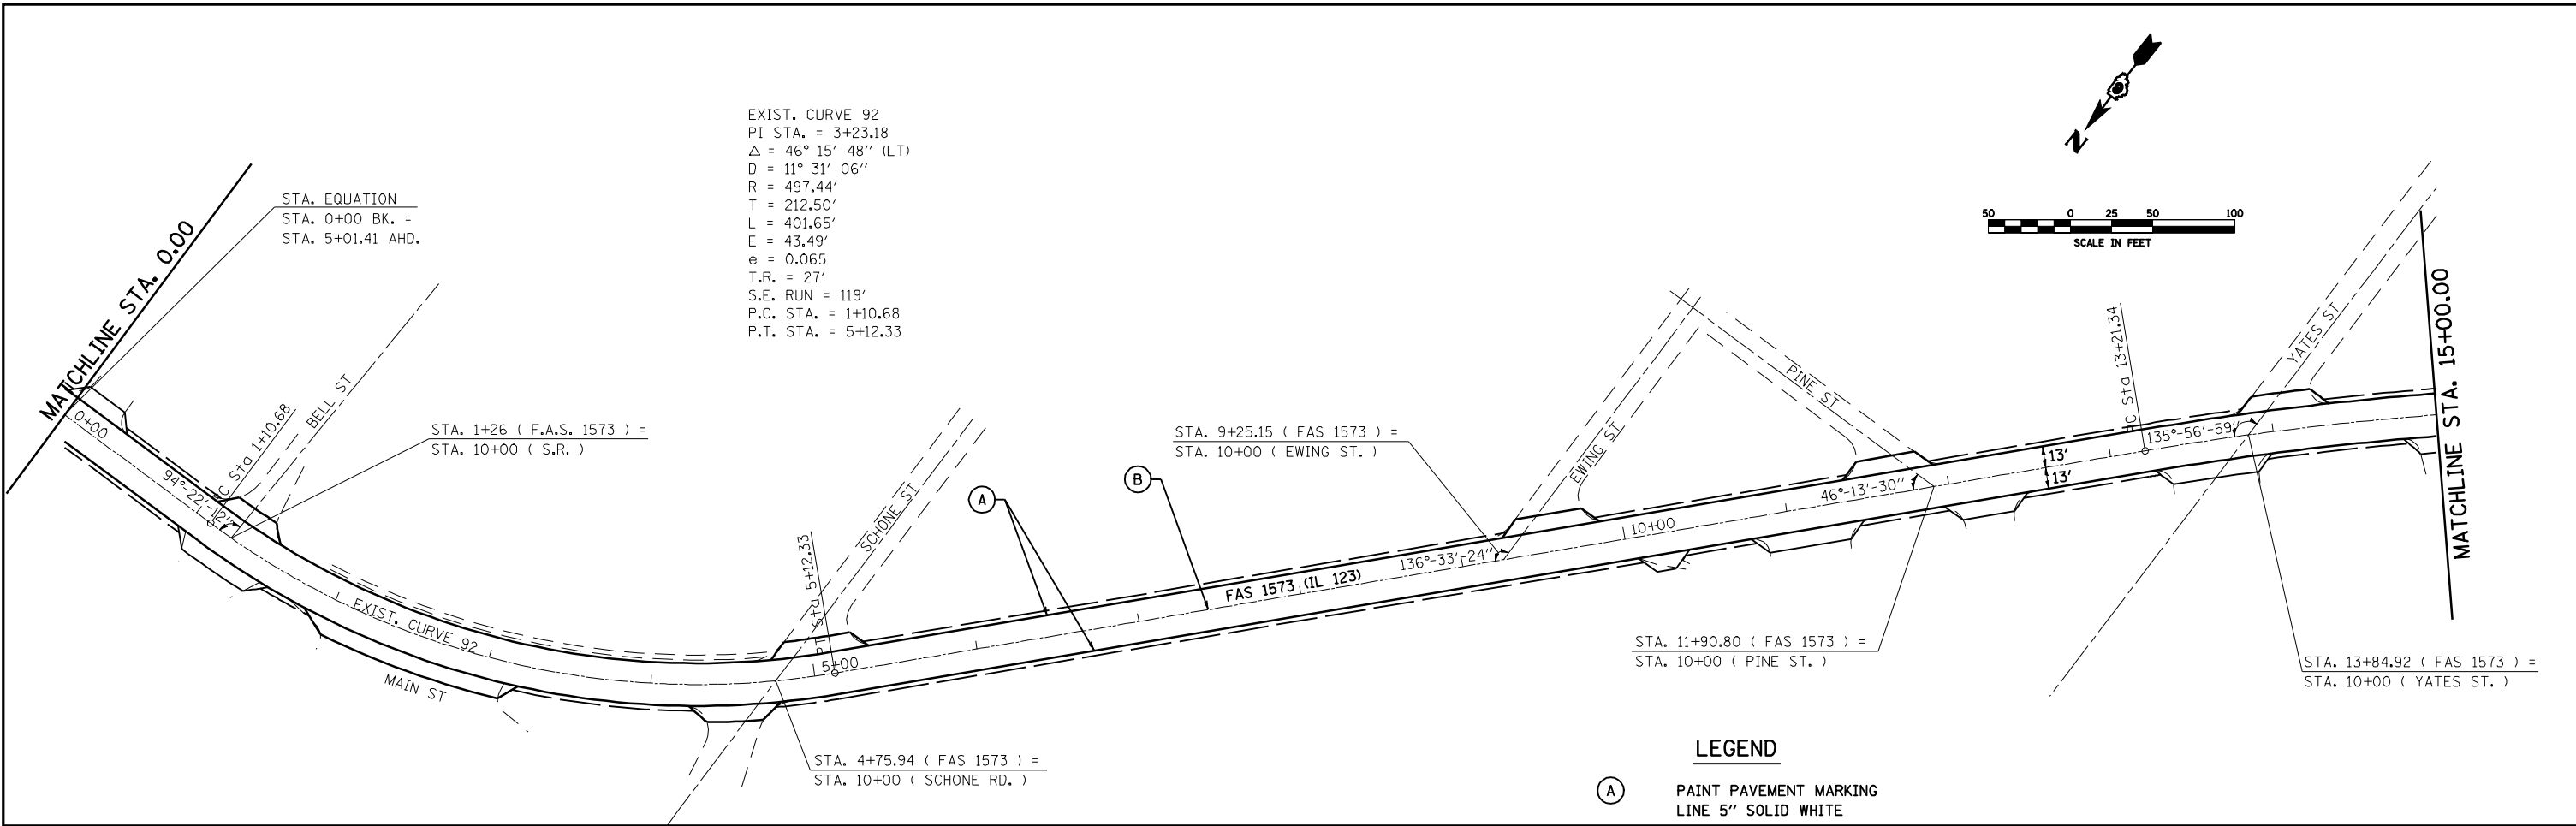 EXIST. CURVE 92
PI STA. = 3+23.18
△ = 46° 15' 48'' (LT)
D = 11° 31' 06''
R = 497.44'
T = 212.50'
L = 401.65'
E = 43.49'
e = 0.065
T.R. = 27'
S.E. RUN = 119'
P.C. STA. = 1+10.68
P.T. STA. = 5+12.33
N
50 0 25 50 100
SCALE IN FEET
STA. EQUATION
STA. 0+00 BK. =
STA. 5+01.41 AHD.
MATCHLINE STA. 0.00
0+00
94°-22'-12''
PC Sta 1+10.68
BELL ST
STA. 1+26 ( F.A.S. 1573 ) =
STA. 10+00 ( S.R. )
EXIST. CURVE 92
MAIN ST
PT Sta 5+12.33
5+00
SCHONE ST
STA. 4+75.94 ( FAS 1573 ) =
STA. 10+00 ( SCHONE RD. )
A
B
STA. 9+25.15 ( FAS 1573 ) =
STA. 10+00 ( EWING ST. )
FAS 1573 (IL 123)
136°-33'-24''
EWING ST
10+00
PINE ST
46°-13'-30''
STA. 11+90.80 ( FAS 1573 ) =
STA. 10+00 ( PINE ST. )
13'
13'
PC Sta 13+21.34
135°-56'-59''
YATES ST
STA. 13+84.92 ( FAS 1573 ) =
STA. 10+00 ( YATES ST. )
MATCHLINE STA. 15+00.00
LEGEND
A PAINT PAVEMENT MARKING
LINE 5'' SOLID WHITE